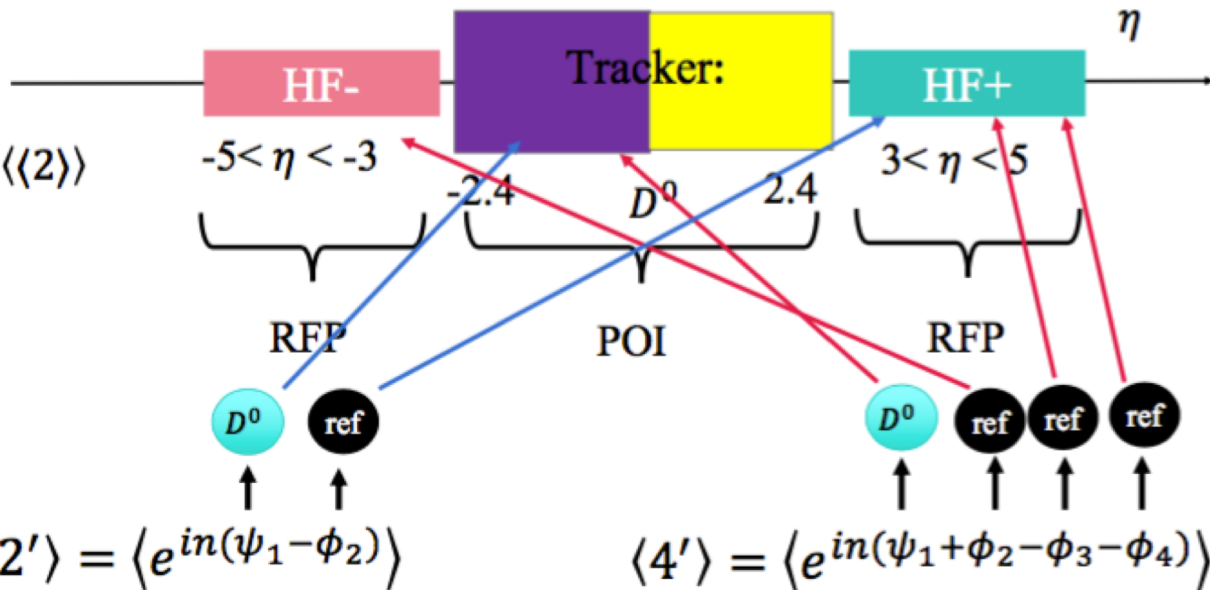 η
HF-
Tracker:
HF+
⟨⟨2⟩⟩
-5< η < -3
-2.4
D⁰
2.4
3< η < 5
RFP
POI
RFP
D⁰ ref
D⁰ ref ref ref
2′⟩ = ⟨e^{in(ψ₁−ϕ₂)}⟩
⟨4′⟩ = ⟨e^{in(ψ₁+ϕ₂−ϕ₃−ϕ₄)}⟩